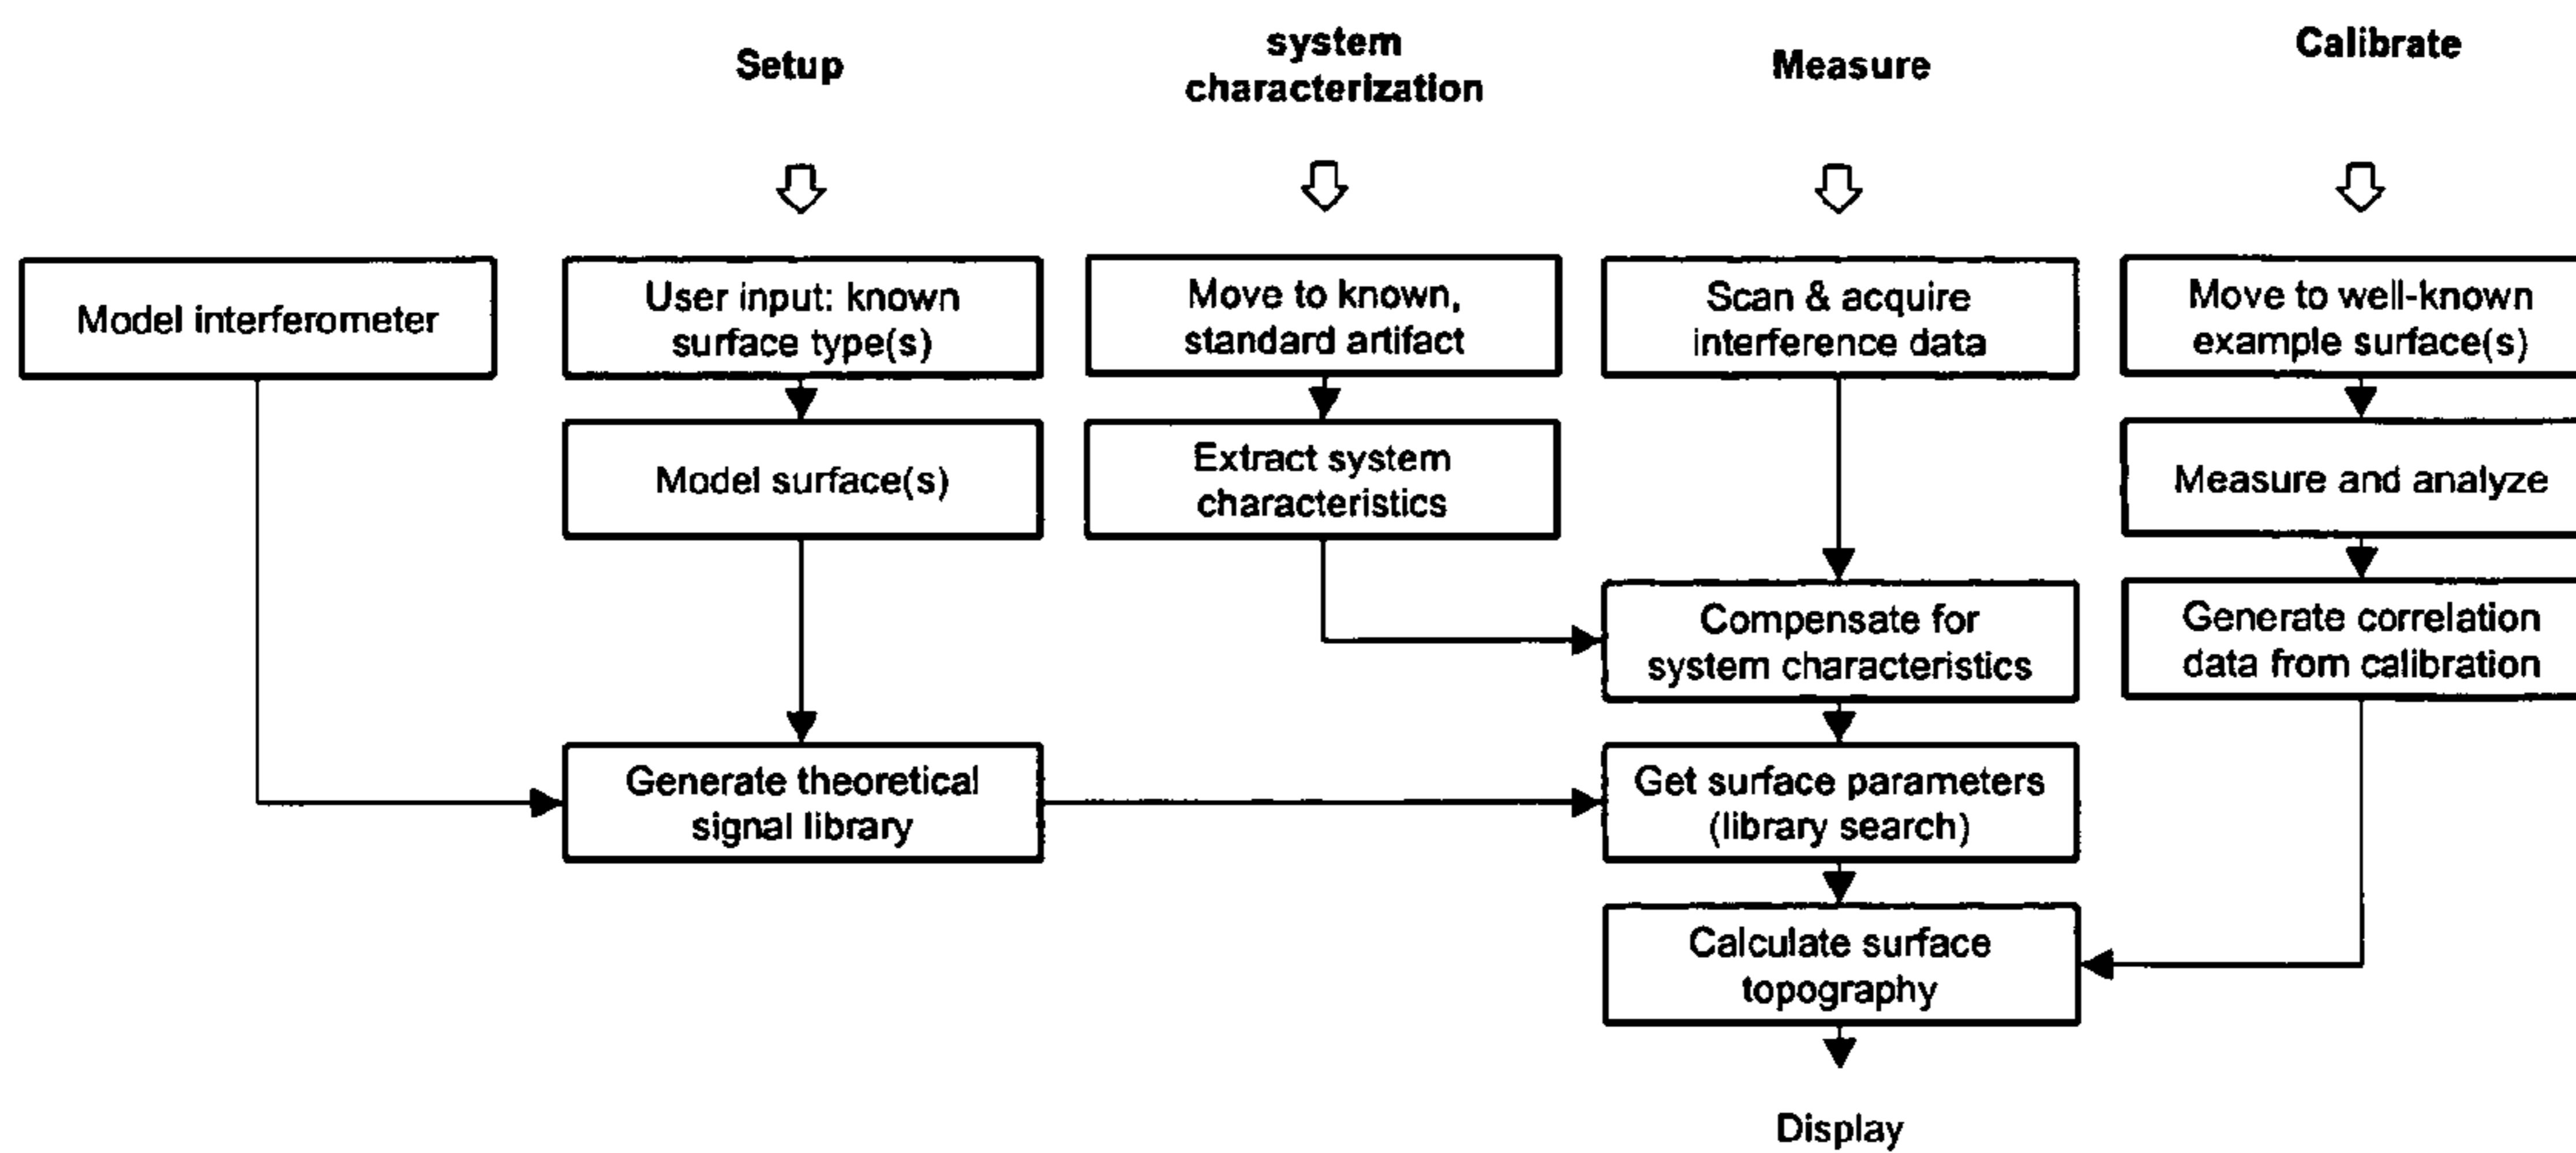 Setup
system
characterization
Measure
Calibrate
Model interferometer
User input: known
surface type(s)
Move to known,
standard artifact
Scan & acquire
interference data
Move to well-known
example surface(s)
Model surface(s)
Extract system
characteristics
Measure and analyze
Compensate for
system characteristics
Generate correlation
data from calibration
Generate theoretical
signal library
Get surface parameters
(library search)
Calculate surface
topography
Display